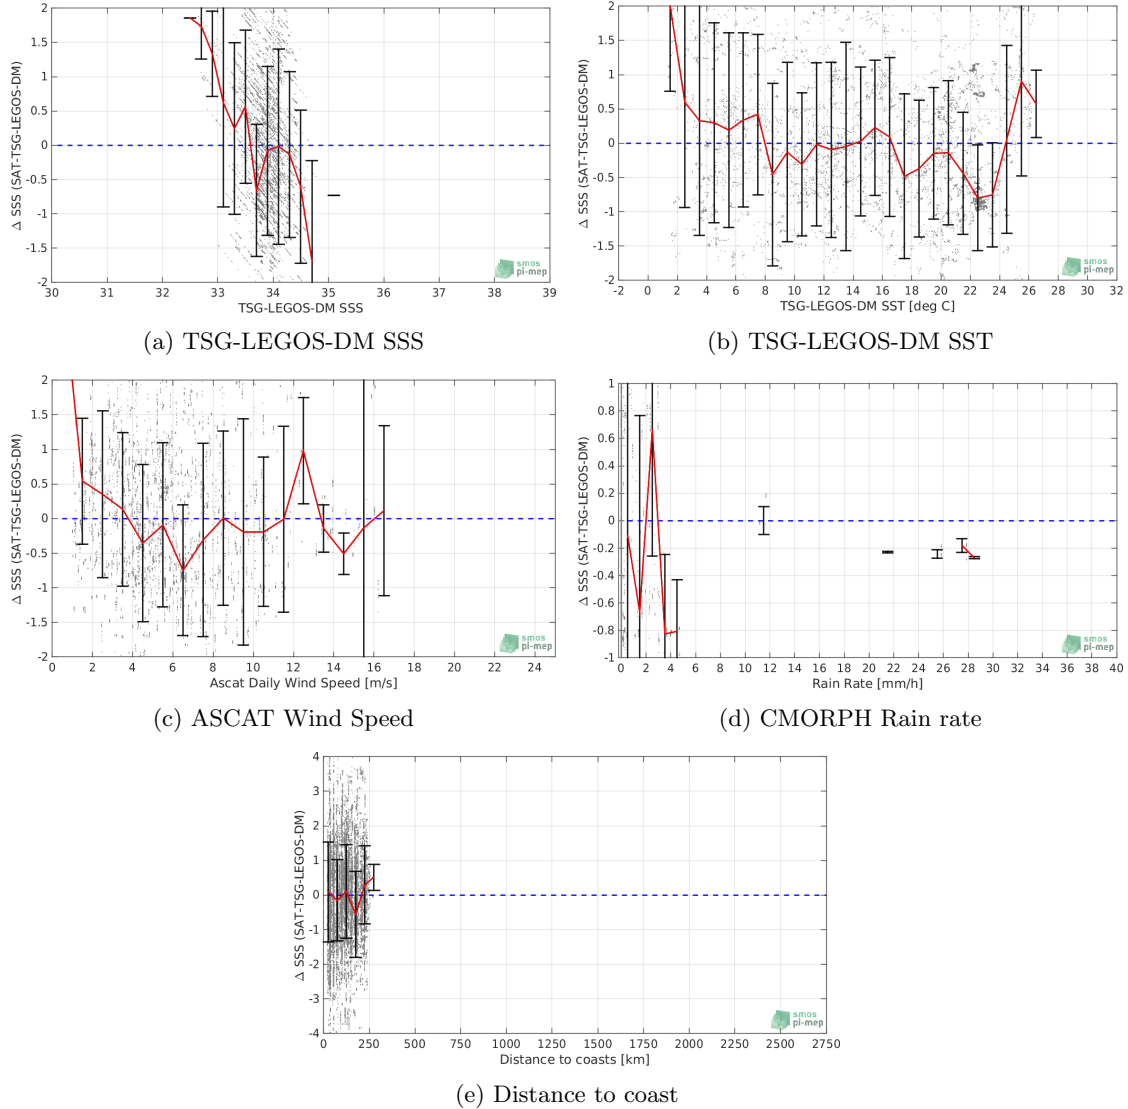 2
1.5
1
0.5
0
-0.5
-1
-1.5
-2
Δ SSS (SAT-TSG-LEGOS-DM)
30 31 32 33 34 35 36 37 38 39
TSG-LEGOS-DM SSS
smos
pi-mep
(a) TSG-LEGOS-DM SSS
2
1.5
1
0.5
0
-0.5
-1
-1.5
-2
Δ SSS (SAT-TSG-LEGOS-DM)
-2 0 2 4 6 8 10 12 14 16 18 20 22 24 26 28 30 32
TSG-LEGOS-DM SST [deg C]
smos
pi-mep
(b) TSG-LEGOS-DM SST
2
1.5
1
0.5
0
-0.5
-1
-1.5
-2
Δ SSS (SAT-TSG-LEGOS-DM)
2 4 6 8 10 12 14 16 18 20 22 24
Ascat Daily Wind Speed [m/s]
smos
pi-mep
(c) ASCAT Wind Speed
1
0.8
0.6
0.4
0.2
0
-0.2
-0.4
-0.6
-0.8
-1
Δ SSS (SAT-TSG-LEGOS-DM)
0 2 4 6 8 10 12 14 16 18 20 22 24 26 28 30 32 34 36 38 40
Rain Rate [mm/h]
smos
pi-mep
(d) CMORPH Rain rate
4
3
2
1
0
-1
-2
-3
-4
Δ SSS (SAT-TSG-LEGOS-DM)
0 250 500 750 1000 1250 1500 1750 2000 2250 2500 2750
Distance to coasts [km]
smos
pi-mep
(e) Distance to coast